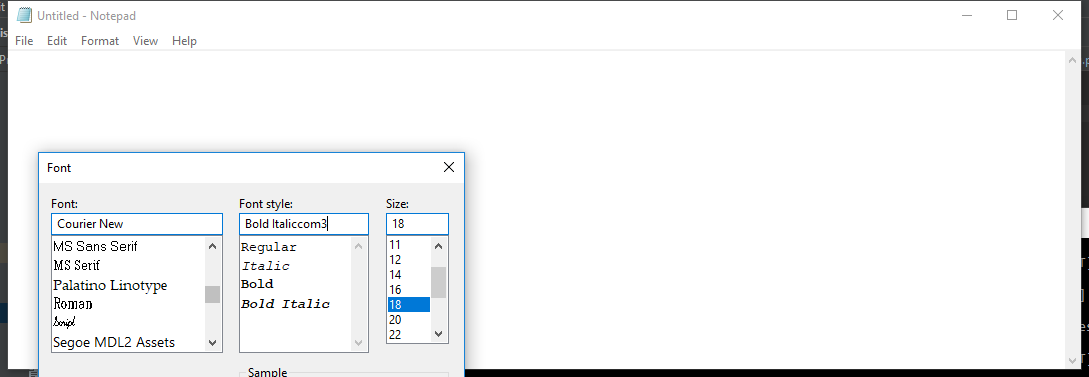 Untitled - Notepad
File Edit Format View Help
Font
Font: Font style: Size:
Courier New Bold Italiccom3 18
MS Sans Serif
MS Serif
Palatino Linotype
Roman
Script
Segoe MDL2 Assets
Regular
Italic
Bold
Bold Italic
11
12
14
16
18
20
22
Sample